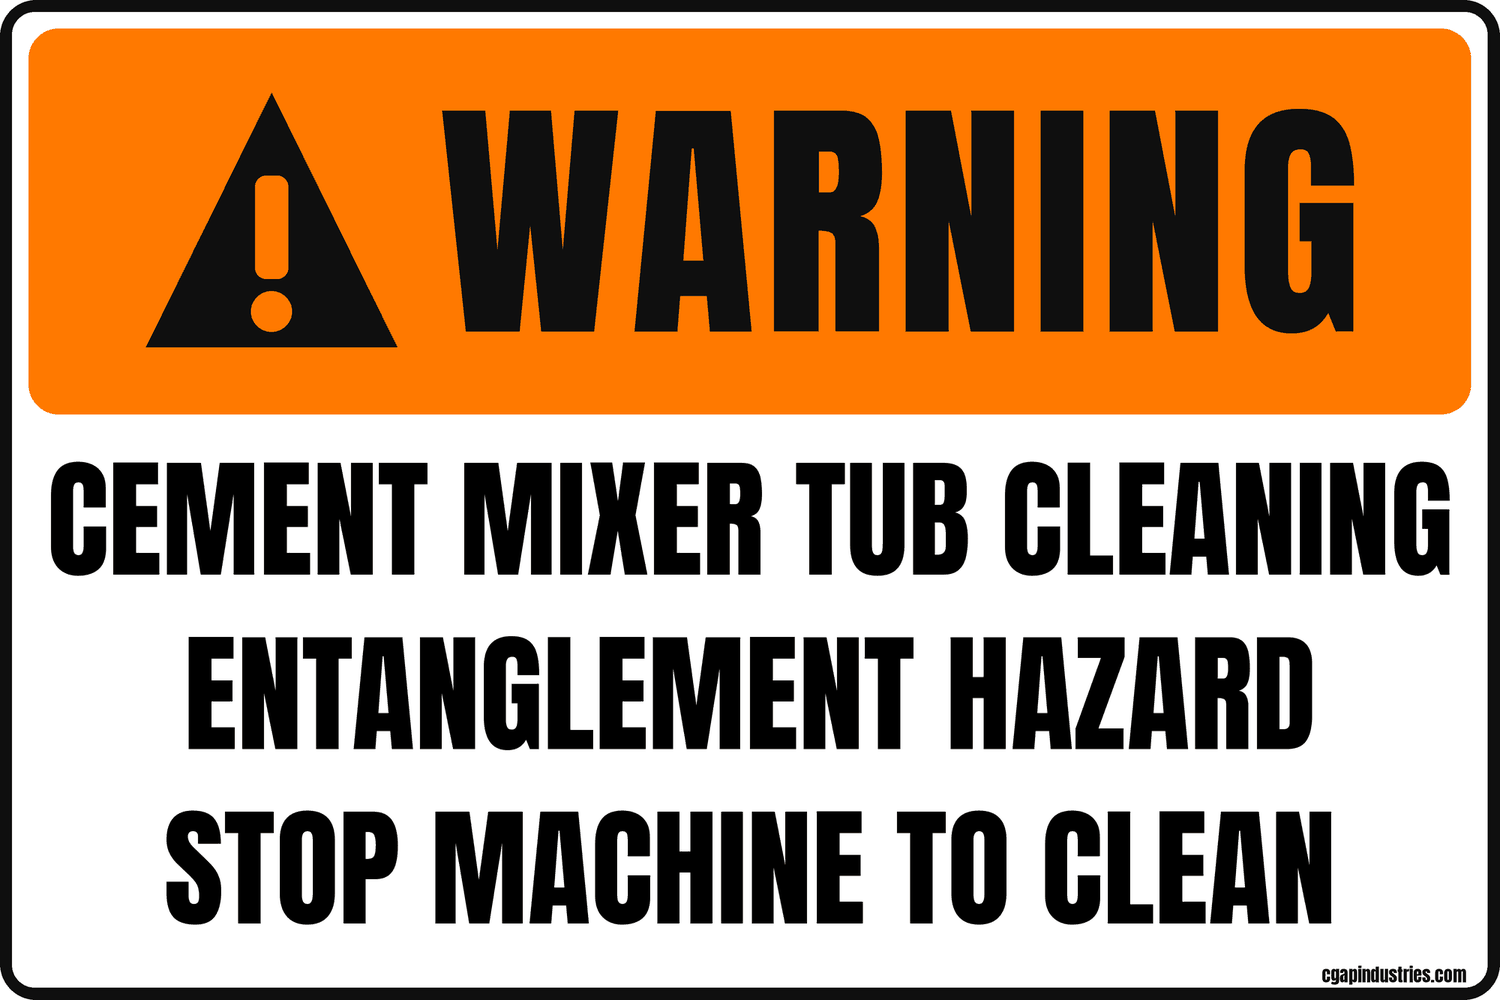 WARNING
CEMENT MIXER TUB CLEANING
ENTANGLEMENT HAZARD
STOP MACHINE TO CLEAN
cgapindustries.com